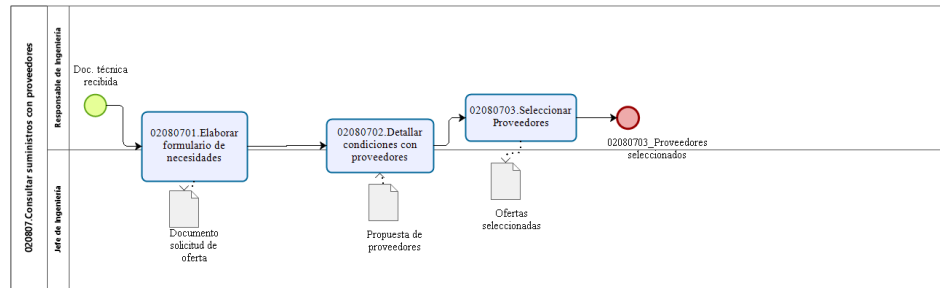 020807.Consultar suministros con proveedores
Responsable de Ingeniería
Jefe de Ingeniería
Doc. técnica
recibida
02080701.Elaborar
formulario de
necesidades
Documento
solicitud de
oferta
02080702.Detallar
condiciones con
proveedores
Propuesta de
proveedores
02080703.Seleccionar
Proveedores
Ofertas
seleccionadas
02080703_Proveedores
seleccionados